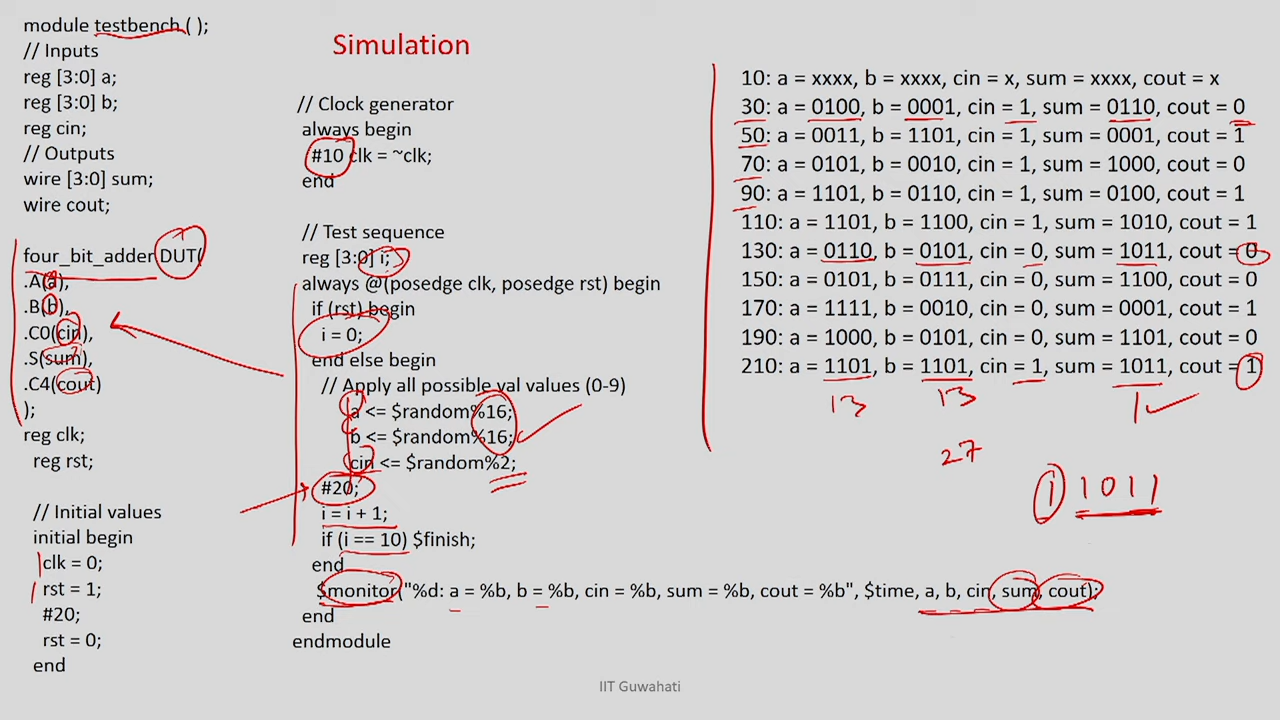 module testbench ( );
// Inputs
reg [3:0] a;
reg [3:0] b;
reg cin;
// Outputs
wire [3:0] sum;
wire cout;
four_bit_adder DUT(
.A(a),
.B(b),
.C0(cin),
.S(sum),
.C4(cout)
);
reg clk;
reg rst;
// Initial values
initial begin
clk = 0;
rst = 1;
#20;
rst = 0;
end
Simulation
// Clock generator
always begin
#10 clk = ~clk;
end
// Test sequence
reg [3:0] i;
always @(posedge clk, posedge rst) begin
if (rst) begin
i = 0;
end else begin
// Apply all possible val values (0-9)
a <= $random%16;
b <= $random%16;
cin <= $random%2;
#20;
i = i + 1;
if (i == 10) $finish;
end
$monitor("%d: a = %b, b = %b, cin = %b, sum = %b, cout = %b", $time, a, b, cin, sum, cout);
end
endmodule
10: a = xxxx, b = xxxx, cin = x, sum = xxxx, cout = x
30: a = 0100, b = 0001, cin = 1, sum = 0110, cout = 0
50: a = 0011, b = 1101, cin = 1, sum = 0001, cout = 1
70: a = 0101, b = 0010, cin = 1, sum = 1000, cout = 0
90: a = 1101, b = 0110, cin = 1, sum = 0100, cout = 1
110: a = 1101, b = 1100, cin = 1, sum = 1010, cout = 1
130: a = 0110, b = 0101, cin = 0, sum = 1011, cout = 0
150: a = 0101, b = 0111, cin = 0, sum = 1100, cout = 0
170: a = 1111, b = 0010, cin = 0, sum = 0001, cout = 1
190: a = 1000, b = 0101, cin = 0, sum = 1101, cout = 0
210: a = 1101, b = 1101, cin = 1, sum = 1011, cout = 1
13 13
27
1 1011
IIT Guwahati